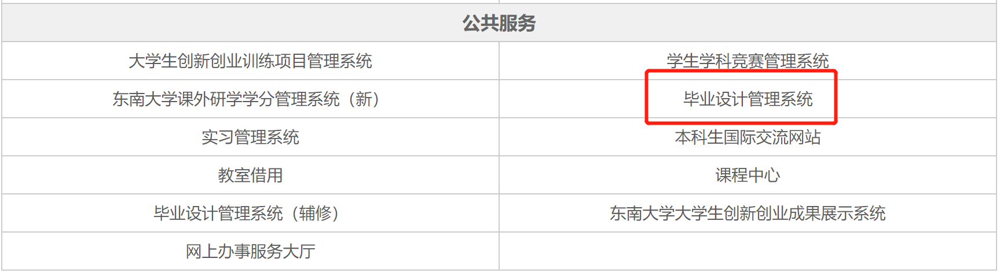 公共服务
大学生创新创业训练项目管理系统
学生学科竞赛管理系统
东南大学课外研学学分管理系统（新）
毕业设计管理系统
实习管理系统
本科生国际交流网站
教室借用
课程中心
毕业设计管理系统（辅修）
东南大学大学生创新创业成果展示系统
网上办事服务大厅